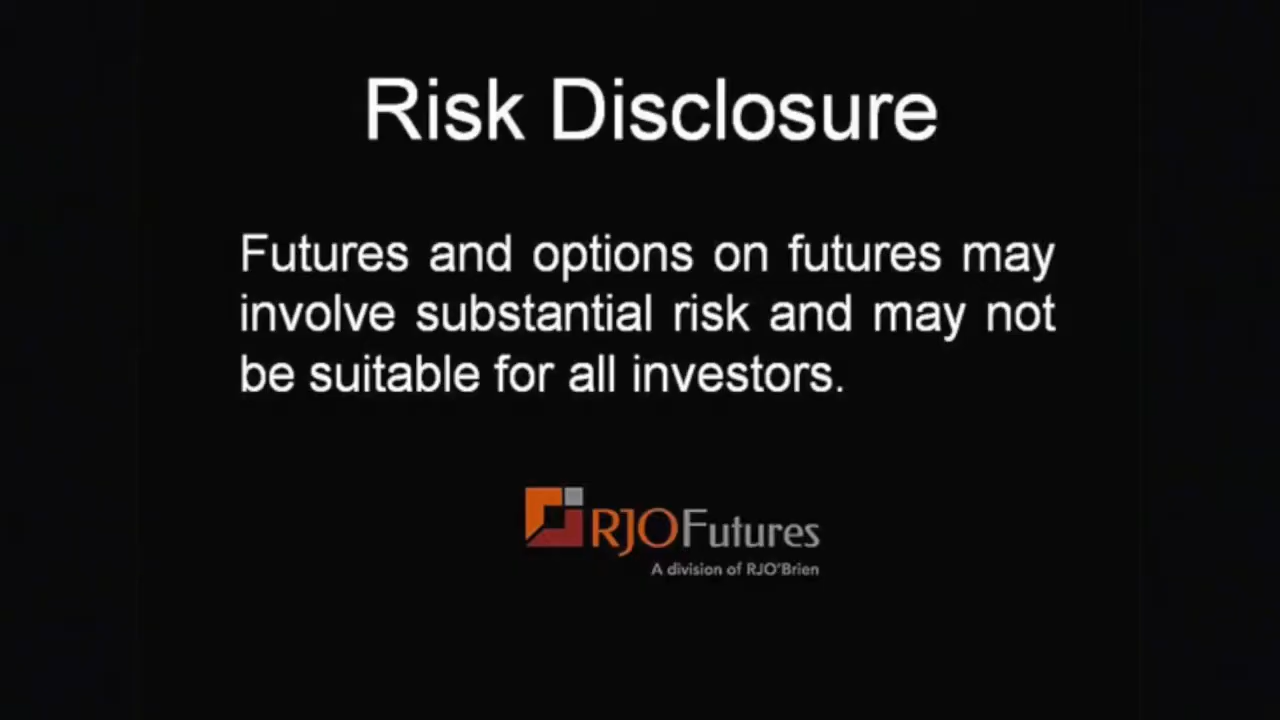 Risk Disclosure
Futures and options on futures may
involve substantial risk and may not
be suitable for all investors.
RJOFutures
A division of RJO'Brien